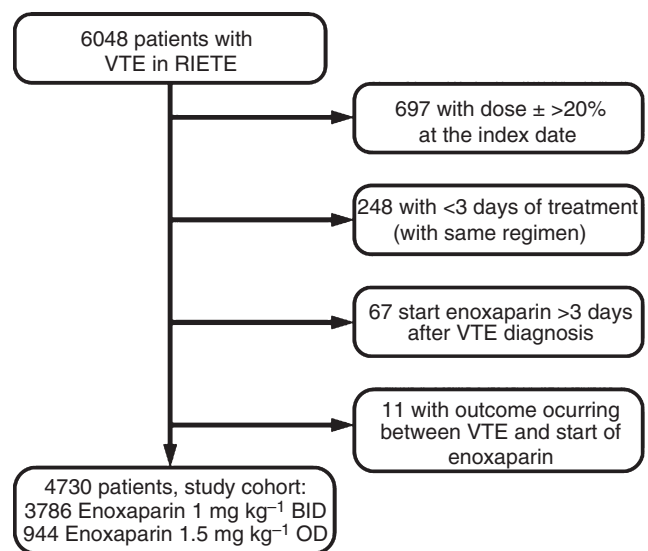 6048 patients with
VTE in RIETE
697 with dose ± >20%
at the index date
248 with <3 days of treatment
(with same regimen)
67 start enoxaparin >3 days
after VTE diagnosis
11 with outcome ocurring
between VTE and start of
enoxaparin
4730 patients, study cohort:
3786 Enoxaparin 1 mg kg⁻¹ BID
944 Enoxaparin 1.5 mg kg⁻¹ OD